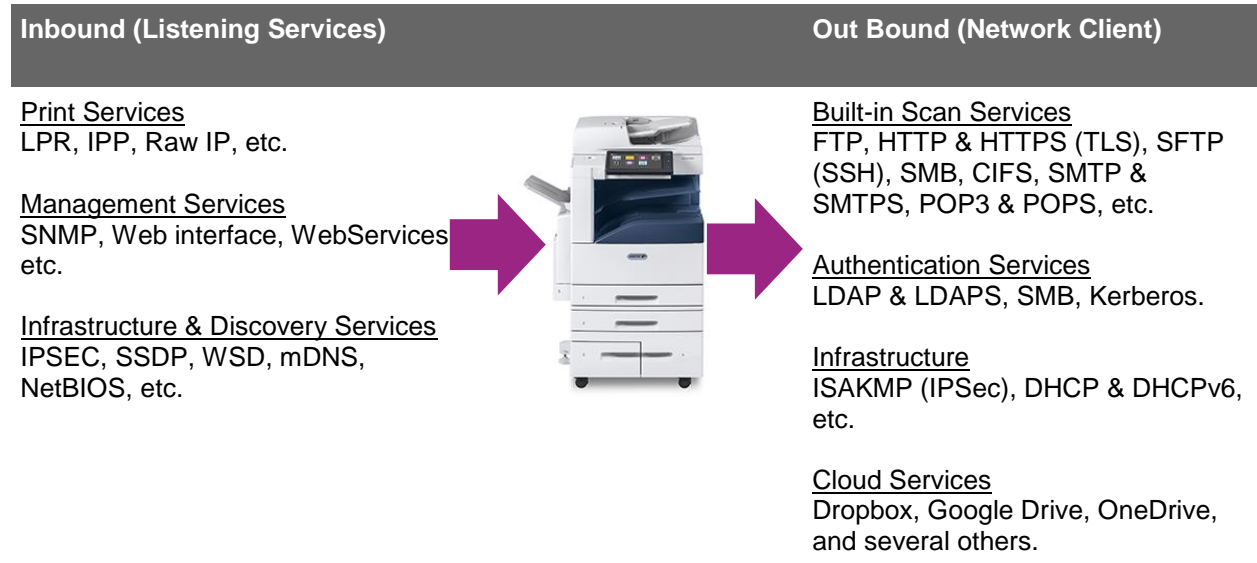 Inbound (Listening Services)
Out Bound (Network Client)
Print Services
LPR, IPP, Raw IP, etc.
Management Services
SNMP, Web interface, WebServices
etc.
Infrastructure & Discovery Services
IPSEC, SSDP, WSD, mDNS,
NetBIOS, etc.
Built-in Scan Services
FTP, HTTP & HTTPS (TLS), SFTP
(SSH), SMB, CIFS, SMTP &
SMTPS, POP3 & POPS, etc.
Authentication Services
LDAP & LDAPS, SMB, Kerberos.
Infrastructure
ISAKMP (IPSec), DHCP & DHCPv6,
etc.
Cloud Services
Dropbox, Google Drive, OneDrive,
and several others.